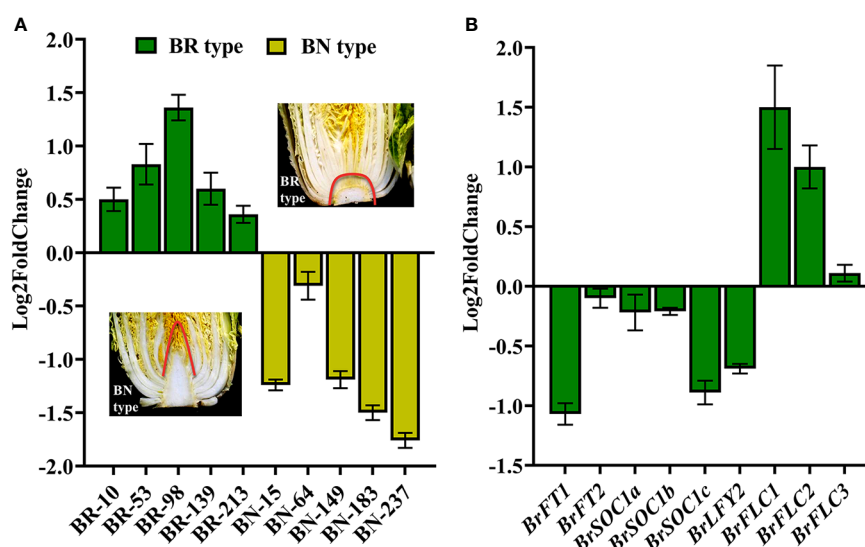 A
BR type
BN type
Log2FoldChange
2.0
1.5
1.0
0.5
0.0
-0.5
-1.0
-1.5
-2.0
BR
type
BN
type
BR-10
BR-53
BR-98
BR-139
BR-213
BN-15
BN-64
BN-149
BN-183
BN-237
B
Log2FoldChange
2.0
1.5
1.0
0.5
0.0
-0.5
-1.0
-1.5
BrFT1
BrFT2
BrSOC1a
BrSOC1b
BrSOC1c
BrLFY2
BrFLC1
BrFLC2
BrFLC3